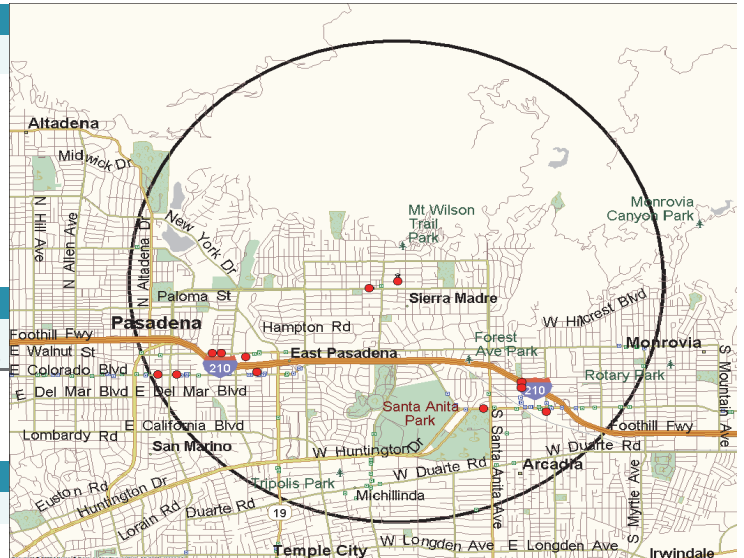 Altadena
Midwick Dr
N Hill Ave
N Allen Ave
N Altadena Dr
New York Dr
Mt Wilson
Trail
Park
Monrovia
Canyon Park
Paloma St
Sierra Madre
W Hillcrest Blvd
Pasadena
Hampton Rd
Foothill Fwy
E Walnut St
East Pasadena
Forest
Ave Park
Monrovia
E Colorado Blvd
210
Rotary Park
S Mountain Ave
E Del Mar Blvd
E Del Mar Blvd
210
Santa Anita
Park
E California Blvd
Foothill Fwy
Lombardy Rd
San Marino
W Huntington Dr
S Santa Anita Ave
W Duarte Rd
W Duarte Rd
Arcadia
Tripolis Park
Euston Rd
Huntington Dr
Michillinda
S Myrtle Ave
Lorain Rd
Duarte Rd
19
W Longden Ave
E Longden Ave
Temple City
Irwindale